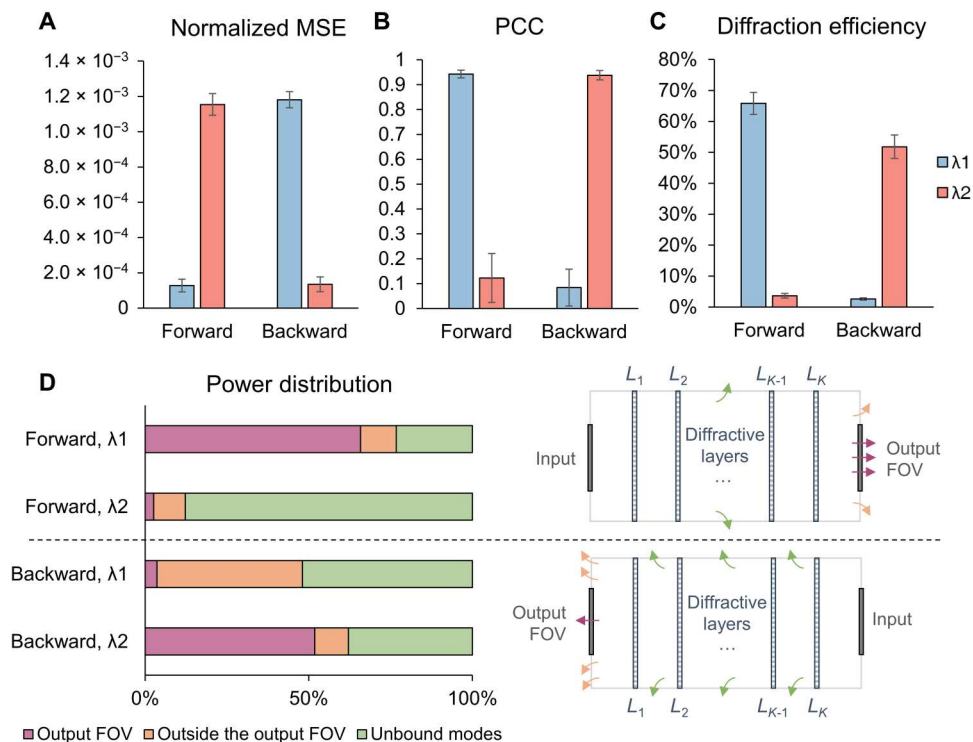 A Normalized MSE
1.4 × 10⁻³
1.2 × 10⁻³
1.0 × 10⁻³
8.0 × 10⁻⁴
6.0 × 10⁻⁴
4.0 × 10⁻⁴
2.0 × 10⁻⁴
0
Forward Backward
B PCC
1
0.9
0.8
0.7
0.6
0.5
0.4
0.3
0.2
0.1
0
Forward Backward
C Diffraction efficiency
80%
70%
60%
50%
40%
30%
20%
10%
0%
Forward Backward
λ1
λ2
D Power distribution
Forward, λ1
Forward, λ2
Backward, λ1
Backward, λ2
0% 50% 100%
Output FOV Outside the output FOV Unbound modes
L₁ L₂ L_K-1 L_K
Input
Diffractive
layers
...
Output
FOV
Output
FOV
Diffractive
layers
...
Input
L₁ L₂ L_K-1 L_K